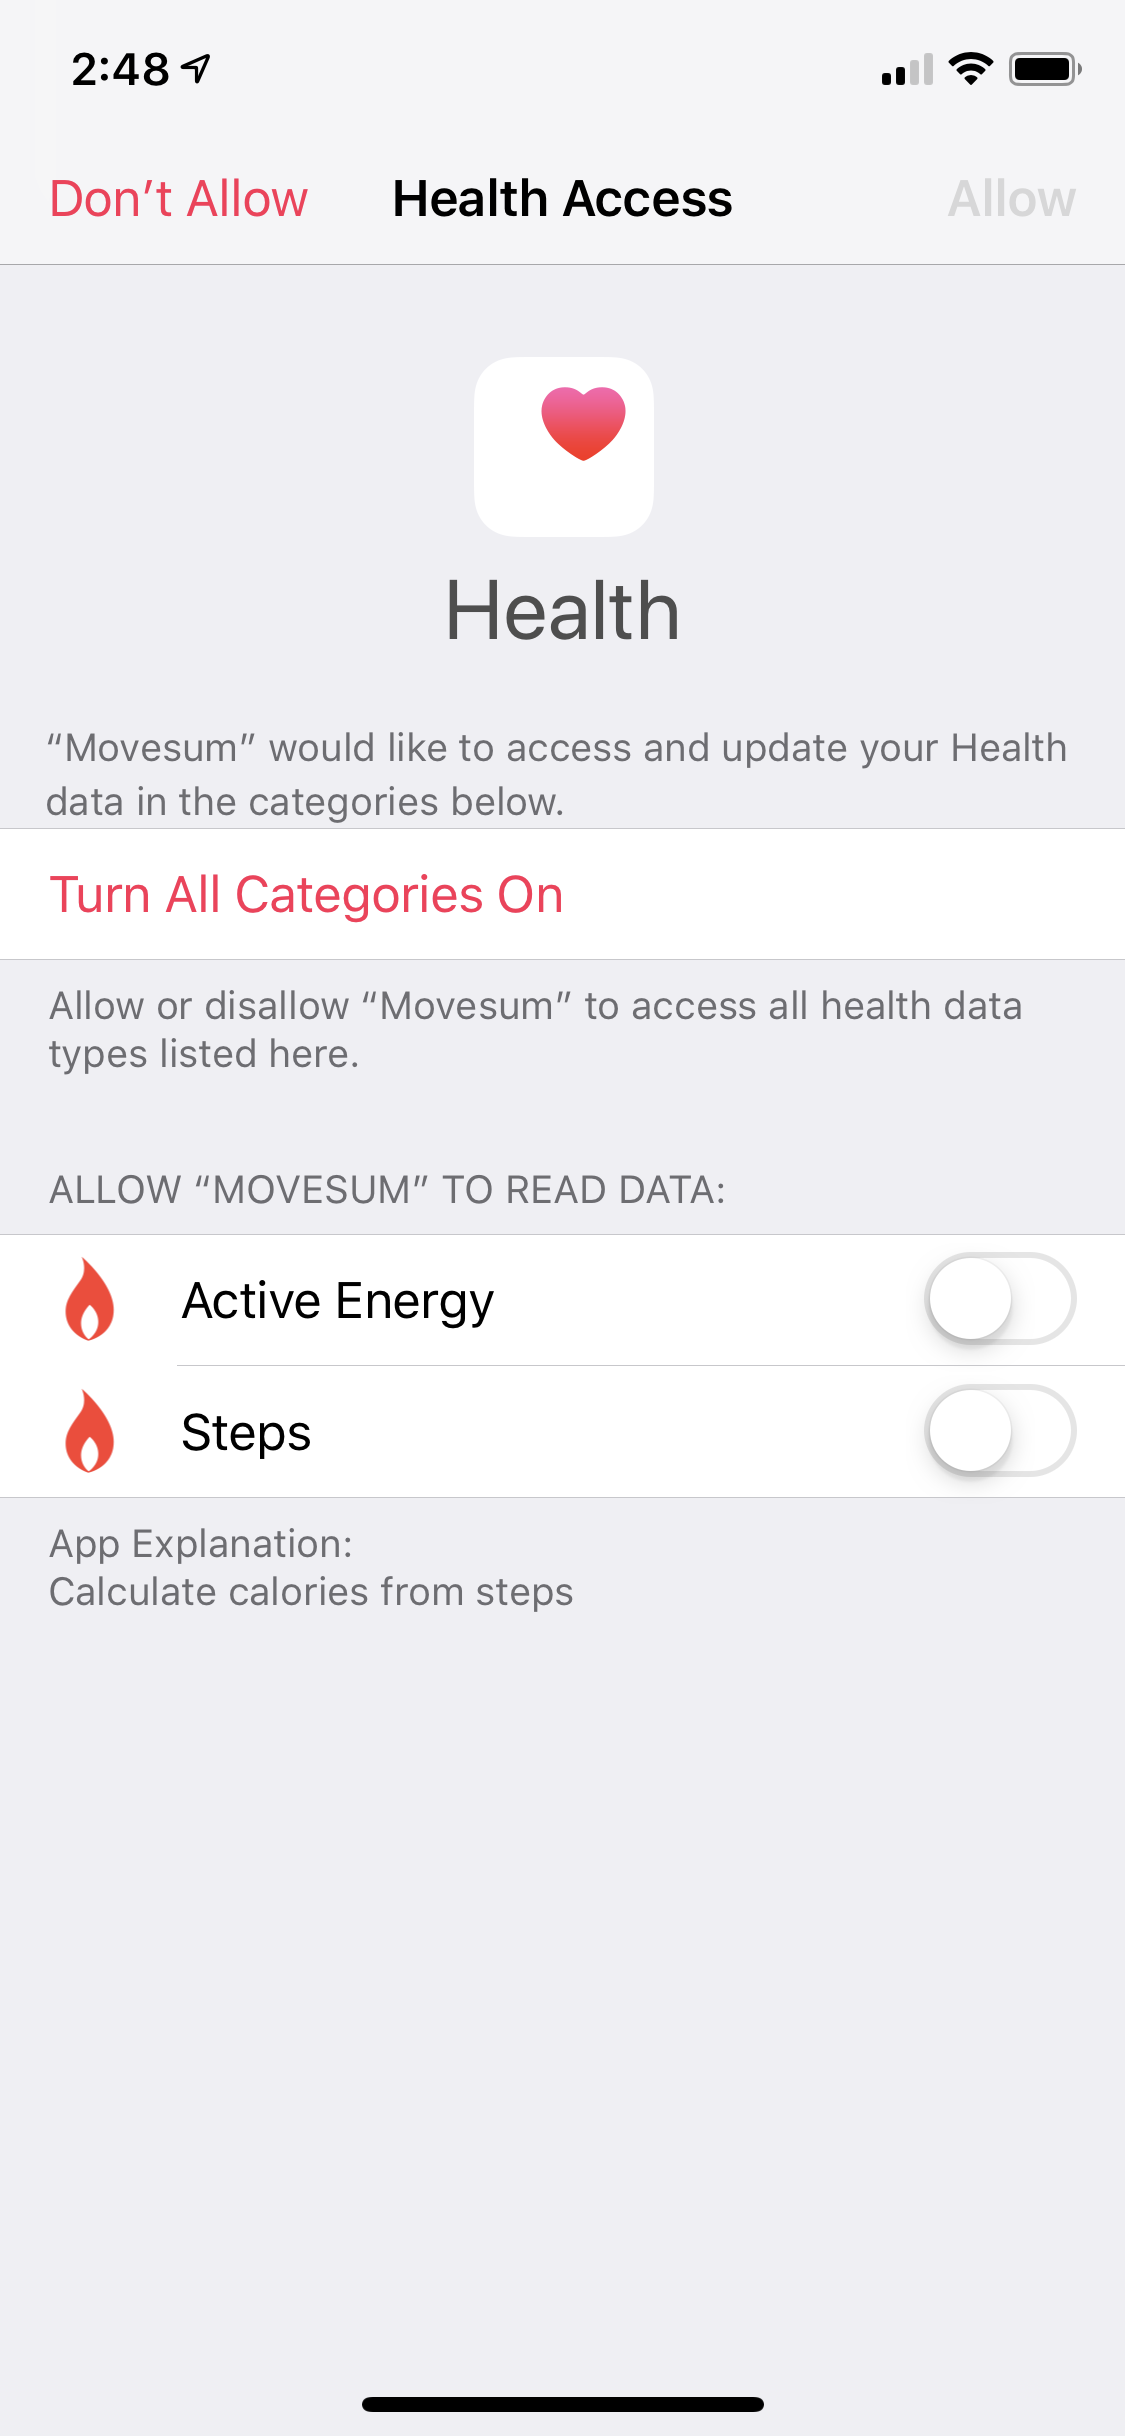 2:48
Don’t Allow
Health Access
Allow
Health
“Movesum” would like to access and update your Health
data in the categories below.
Turn All Categories On
Allow or disallow “Movesum” to access all health data
types listed here.
ALLOW “MOVESUM” TO READ DATA:
Active Energy
Steps
App Explanation:
Calculate calories from steps